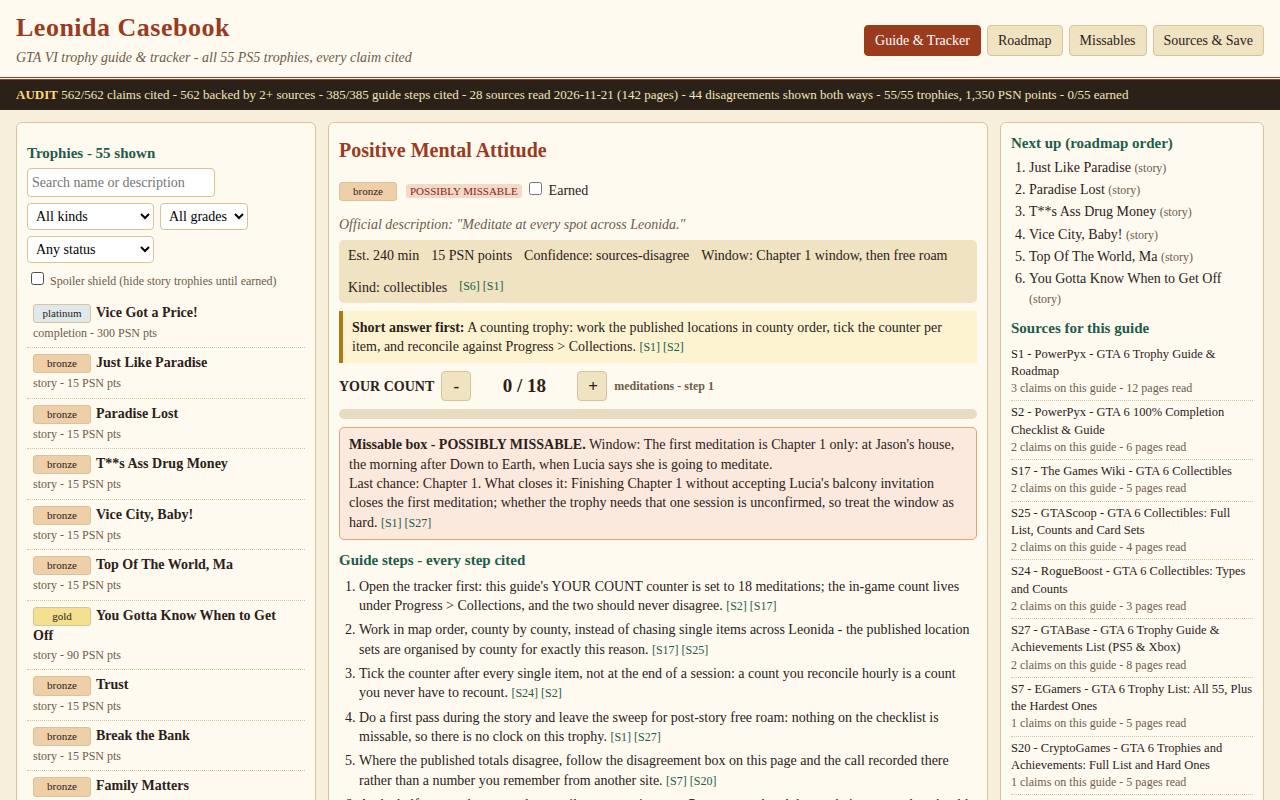 Leonida Casebook
GTA VI trophy guide & tracker - all 55 PS5 trophies, every claim cited
Guide & Tracker
Roadmap
Missables
Sources & Save
AUDIT 562/562 claims cited - 562 backed by 2+ sources - 385/385 guide steps cited - 28 sources read 2026-11-21 (142 pages) - 44 disagreements shown both ways - 55/55 trophies, 1,350 PSN points - 0/55 earned
Trophies - 55 shown
Search name or description
All kinds
All grades
Any status
Spoiler shield (hide story trophies until earned)
platinum Vice Got a Price!
completion - 300 PSN pts
bronze Just Like Paradise
story - 15 PSN pts
bronze Paradise Lost
story - 15 PSN pts
bronze T**s Ass Drug Money
story - 15 PSN pts
bronze Vice City, Baby!
story - 15 PSN pts
bronze Top Of The World, Ma
story - 15 PSN pts
gold You Gotta Know When to Get
Off
story - 90 PSN pts
bronze Trust
story - 15 PSN pts
bronze Break the Bank
story - 15 PSN pts
bronze Family Matters
Positive Mental Attitude
bronze POSSIBLY MISSABLE Earned
Official description: "Meditate at every spot across Leonida."
Est. 240 min 15 PSN points Confidence: sources-disagree Window: Chapter 1 window, then free roam
Kind: collectibles [S6] [S1]
Short answer first: A counting trophy: work the published locations in county order, tick the counter per
item, and reconcile against Progress > Collections. [S1] [S2]
YOUR COUNT - 0 / 18 + meditations - step 1
Missable box - POSSIBLY MISSABLE. Window: The first meditation is Chapter 1 only: at Jason's house,
the morning after Down to Earth, when Lucia says she is going to meditate.
Last chance: Chapter 1. What closes it: Finishing Chapter 1 without accepting Lucia's balcony invitation
closes the first meditation; whether the trophy needs that one session is unconfirmed, so treat the window as
hard. [S1] [S27]
Guide steps - every step cited
1. Open the tracker first: this guide's YOUR COUNT counter is set to 18 meditations; the in-game count lives
under Progress > Collections, and the two should never disagree. [S2] [S17]
2. Work in map order, county by county, instead of chasing single items across Leonida - the published location
sets are organised by county for exactly this reason. [S17] [S25]
3. Tick the counter after every single item, not at the end of a session: a count you reconcile hourly is a count
you never have to recount. [S24] [S2]
4. Do a first pass during the story and leave the sweep for post-story free roam: nothing on the checklist is
missable, so there is no clock on this trophy. [S1] [S27]
5. Where the published totals disagree, follow the disagreement box on this page and the call recorded there
rather than a number you remember from another site. [S7] [S20]
Next up (roadmap order)
1. Just Like Paradise (story)
2. Paradise Lost (story)
3. T**s Ass Drug Money (story)
4. Vice City, Baby! (story)
5. Top Of The World, Ma (story)
6. You Gotta Know When to Get Off
(story)
Sources for this guide
S1 - PowerPyx - GTA 6 Trophy Guide &
Roadmap
3 claims on this guide - 12 pages read
S2 - PowerPyx - GTA 6 100% Completion
Checklist & Guide
2 claims on this guide - 6 pages read
S17 - The Games Wiki - GTA 6 Collectibles
2 claims on this guide - 5 pages read
S25 - GTAScoop - GTA 6 Collectibles: Full
List, Counts and Card Sets
2 claims on this guide - 4 pages read
S24 - RogueBoost - GTA 6 Collectibles: Types
and Counts
2 claims on this guide - 3 pages read
S27 - GTABase - GTA 6 Trophy Guide &
Achievements List (PS5 & Xbox)
2 claims on this guide - 8 pages read
S7 - EGamers - GTA 6 Trophy List: All 55, Plus
the Hardest Ones
1 claims on this guide - 5 pages read
S20 - CryptoGames - GTA 6 Trophies and
Achievements: Full List and Hard Ones
1 claims on this guide - 5 pages read